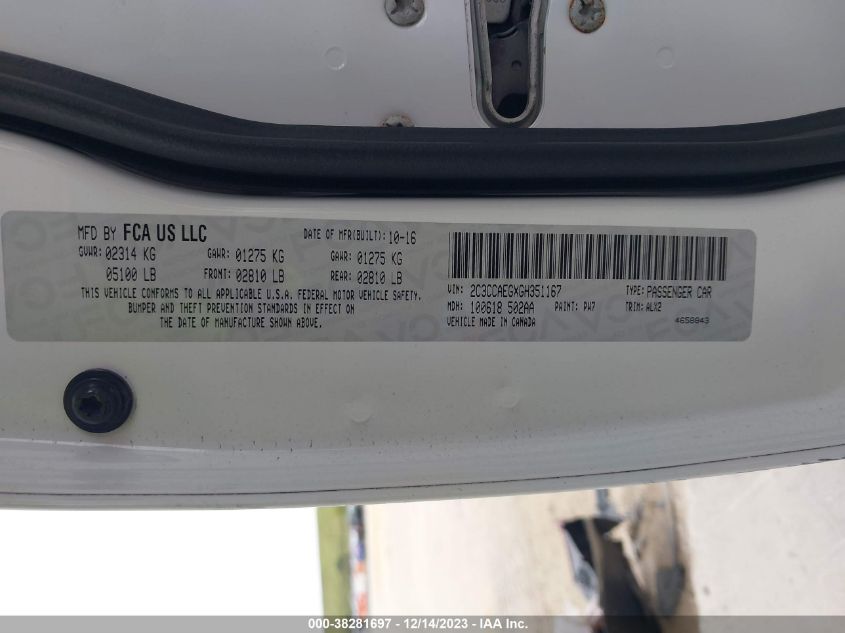 MFD BY FCA US LLC DATE OF MFR(BUILT): 10-16
GVWR: 02314 KG GAWR: 01275 KG GAWR: 01275 KG
05100 LB FRONT: 02810 LB REAR: 02810 LB
THIS VEHICLE CONFORMS TO ALL APPLICABLE U.S.A. FEDERAL MOTOR VEHICLE SAFETY,
BUMPER AND THEFT PREVENTION STANDARDS IN EFFECT ON
THE DATE OF MANUFACTURE SHOWN ABOVE.
VIN: 2C3CCAEGXGH351167 TYPE: PASSENGER CAR
MDH: 100618 502AA PAINT: PW7 TRIM: ALX2
VEHICLE MADE IN CANADA 4658843
000-38281697 - 12/14/2023 - IAA Inc.